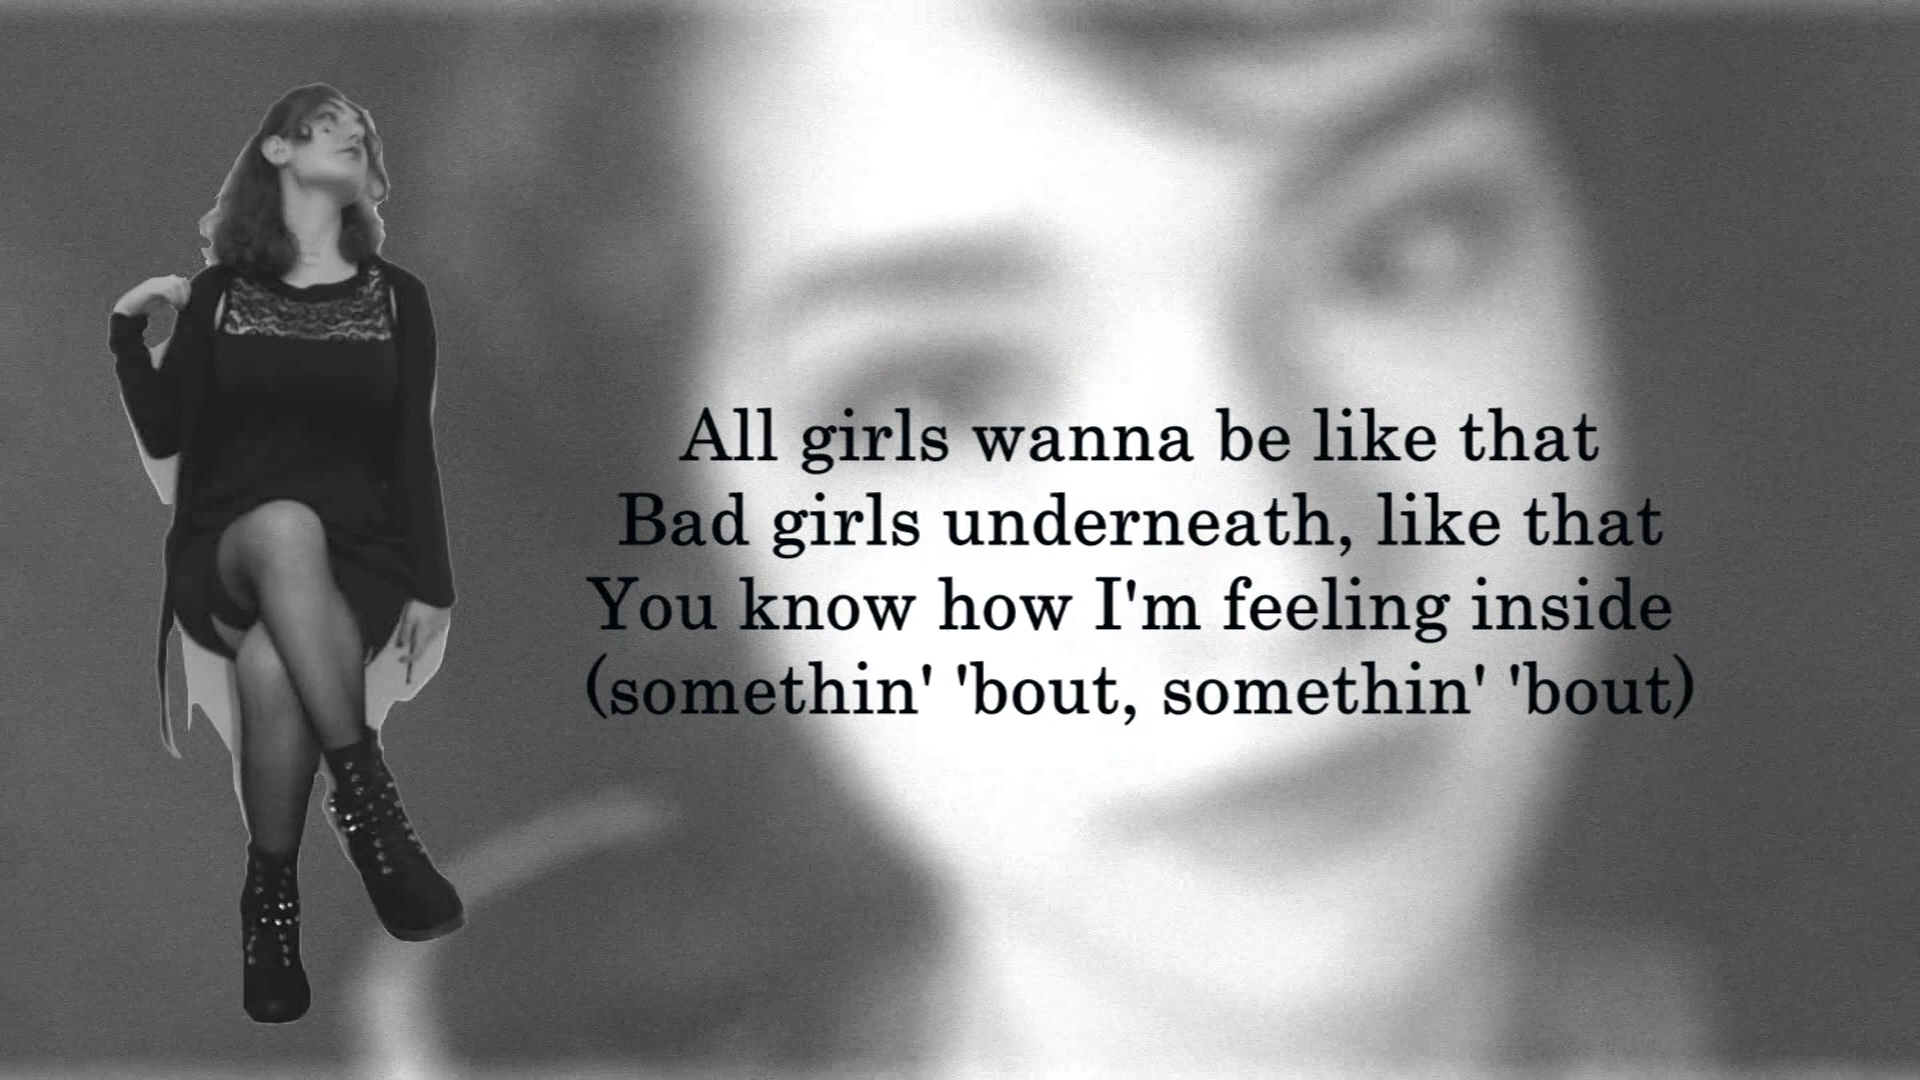 All girls wanna be like that
Bad girls underneath, like that
You know how I'm feeling inside
(somethin' 'bout, somethin' 'bout)